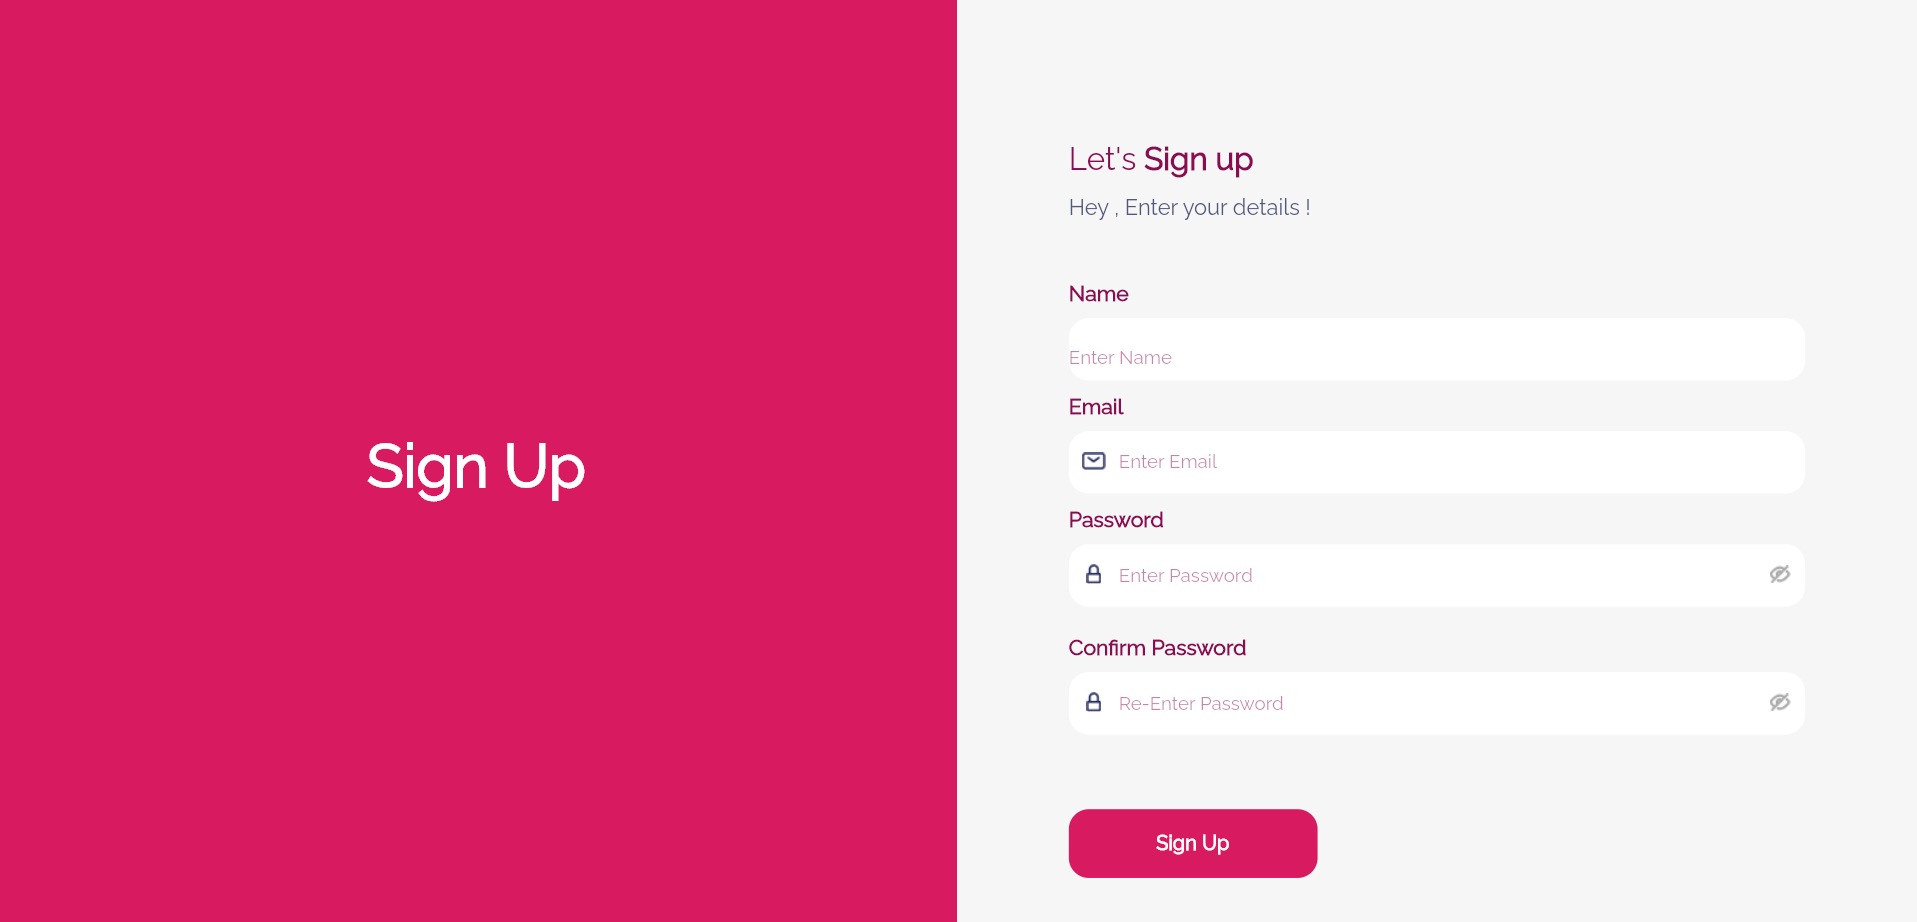 Sign Up
Let's Sign up
Hey , Enter your details !
Name
Enter Name
Email
Enter Email
Password
Enter Password
Confirm Password
Re-Enter Password
Sign Up